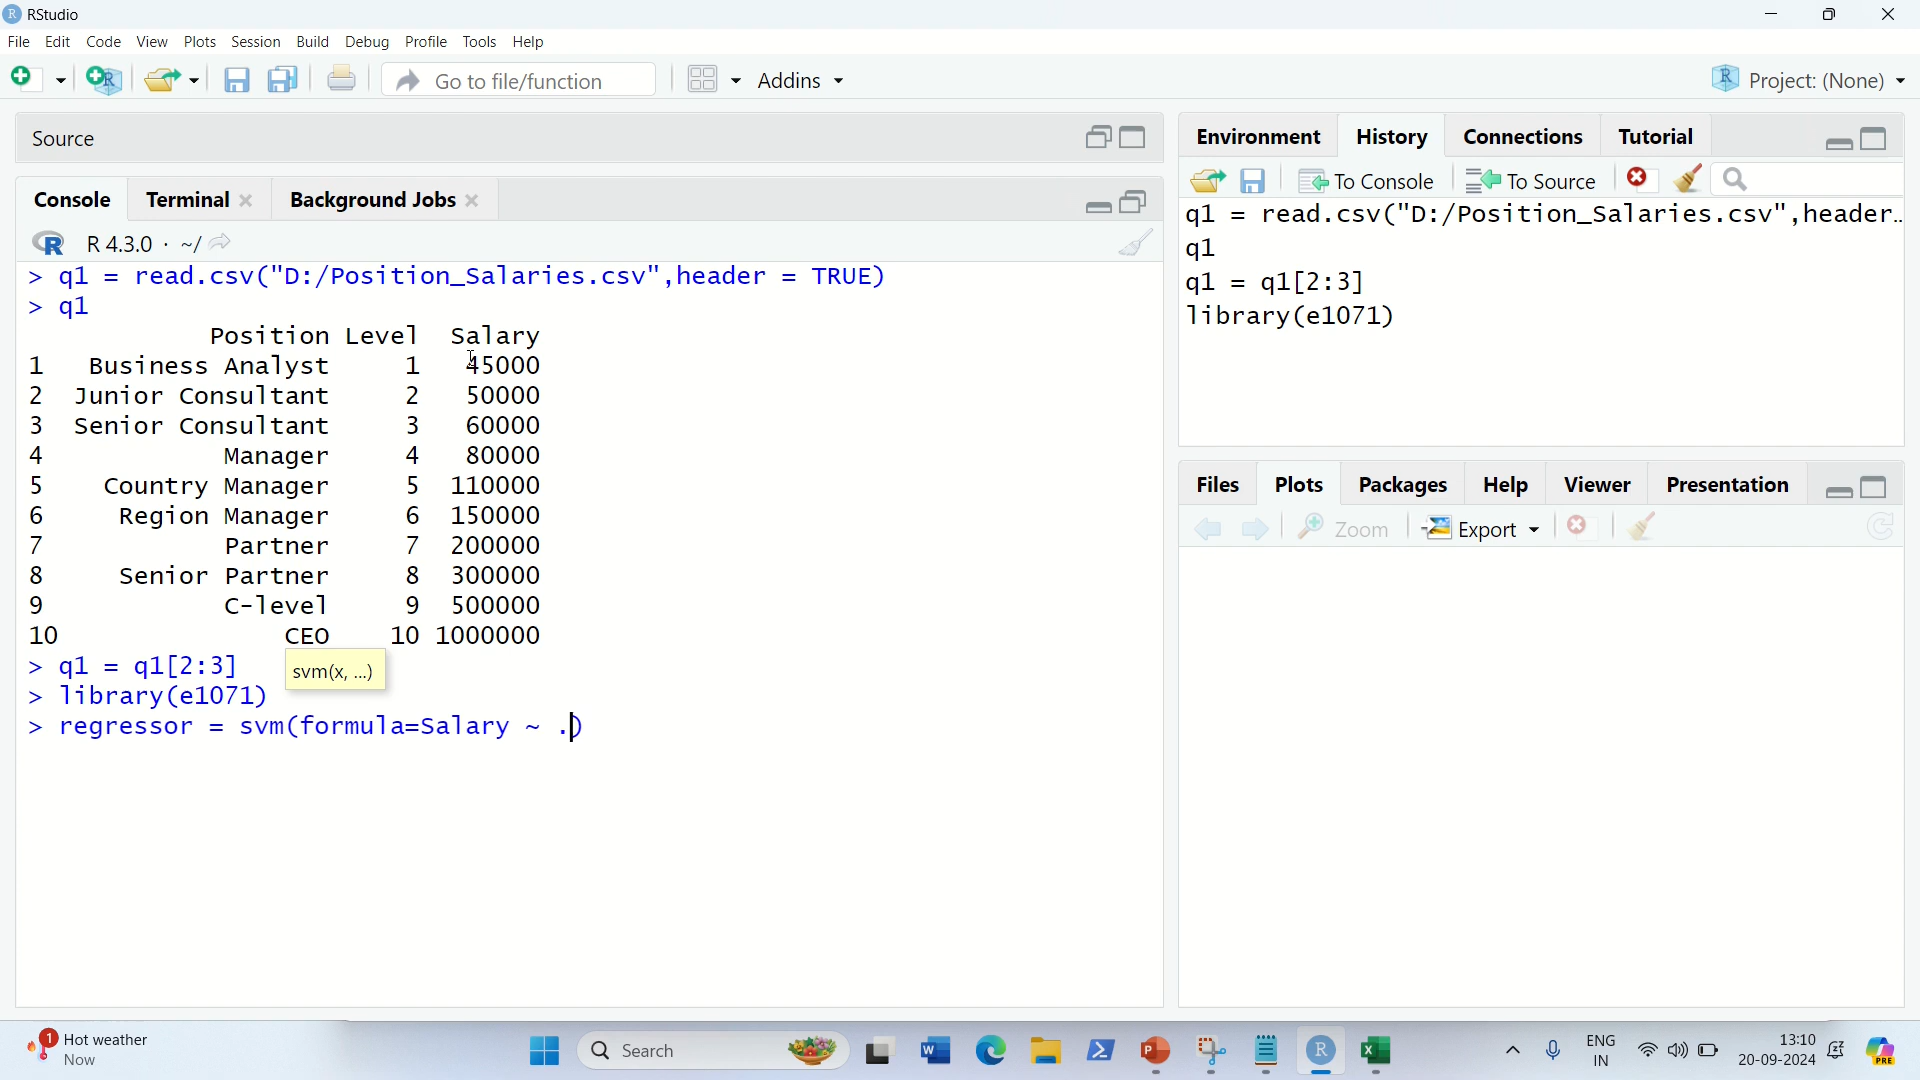 RStudio
File Edit Code View Plots Session Build Debug Profile Tools Help
Go to file/function Addins Project: (None)
Source
Console Terminal Background Jobs
R 4.3.0 · ~/
> q1 = read.csv("D:/Position_Salaries.csv",header = TRUE)
> q1
Position Level Salary
1 Business Analyst 1 45000
2 Junior Consultant 2 50000
3 Senior Consultant 3 60000
4 Manager 4 80000
5 Country Manager 5 110000
6 Region Manager 6 150000
7 Partner 7 200000
8 Senior Partner 8 300000
9 C-level 9 500000
10 CEO 10 1000000
> q1 = q1[2:3]
svm(x, ...)
> library(e1071)
> regressor = svm(formula=Salary ~ .)
Environment History Connections Tutorial
To Console To Source
q1 = read.csv("D:/Position_Salaries.csv",header…
q1
q1 = q1[2:3]
library(e1071)
Files Plots Packages Help Viewer Presentation
Zoom Export
1 Hot weather
Now
Search
ENG
IN
13:10
20-09-2024
PRE